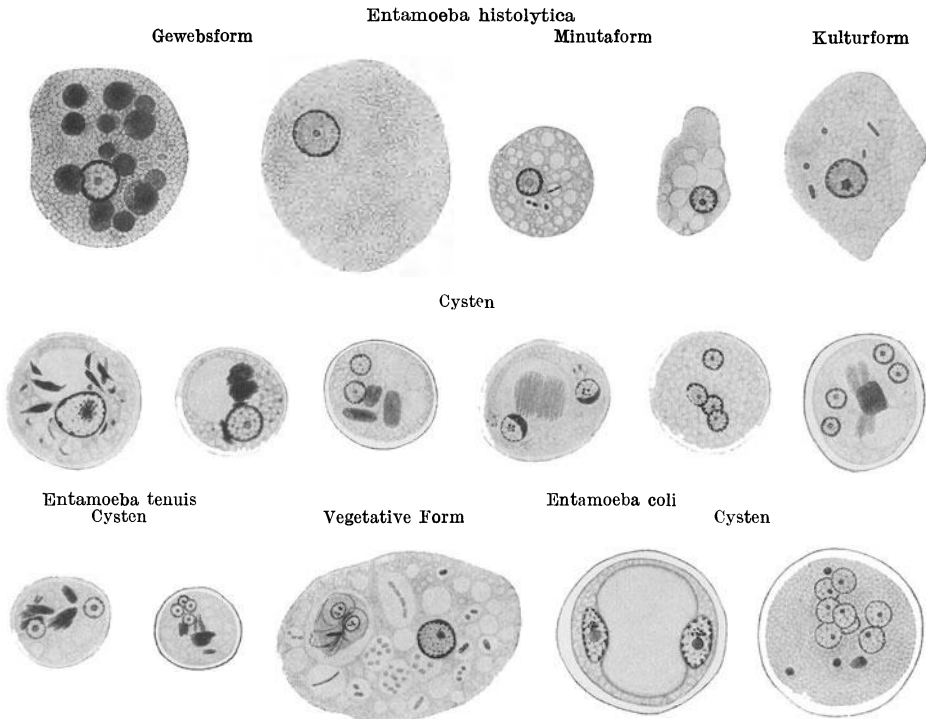 Entamoeba histolytica
Gewebsform
Minutaform
Kulturform
Cysten
Entamoeba tenuis
Cysten
Vegetative Form
Entamoeba coli
Cysten